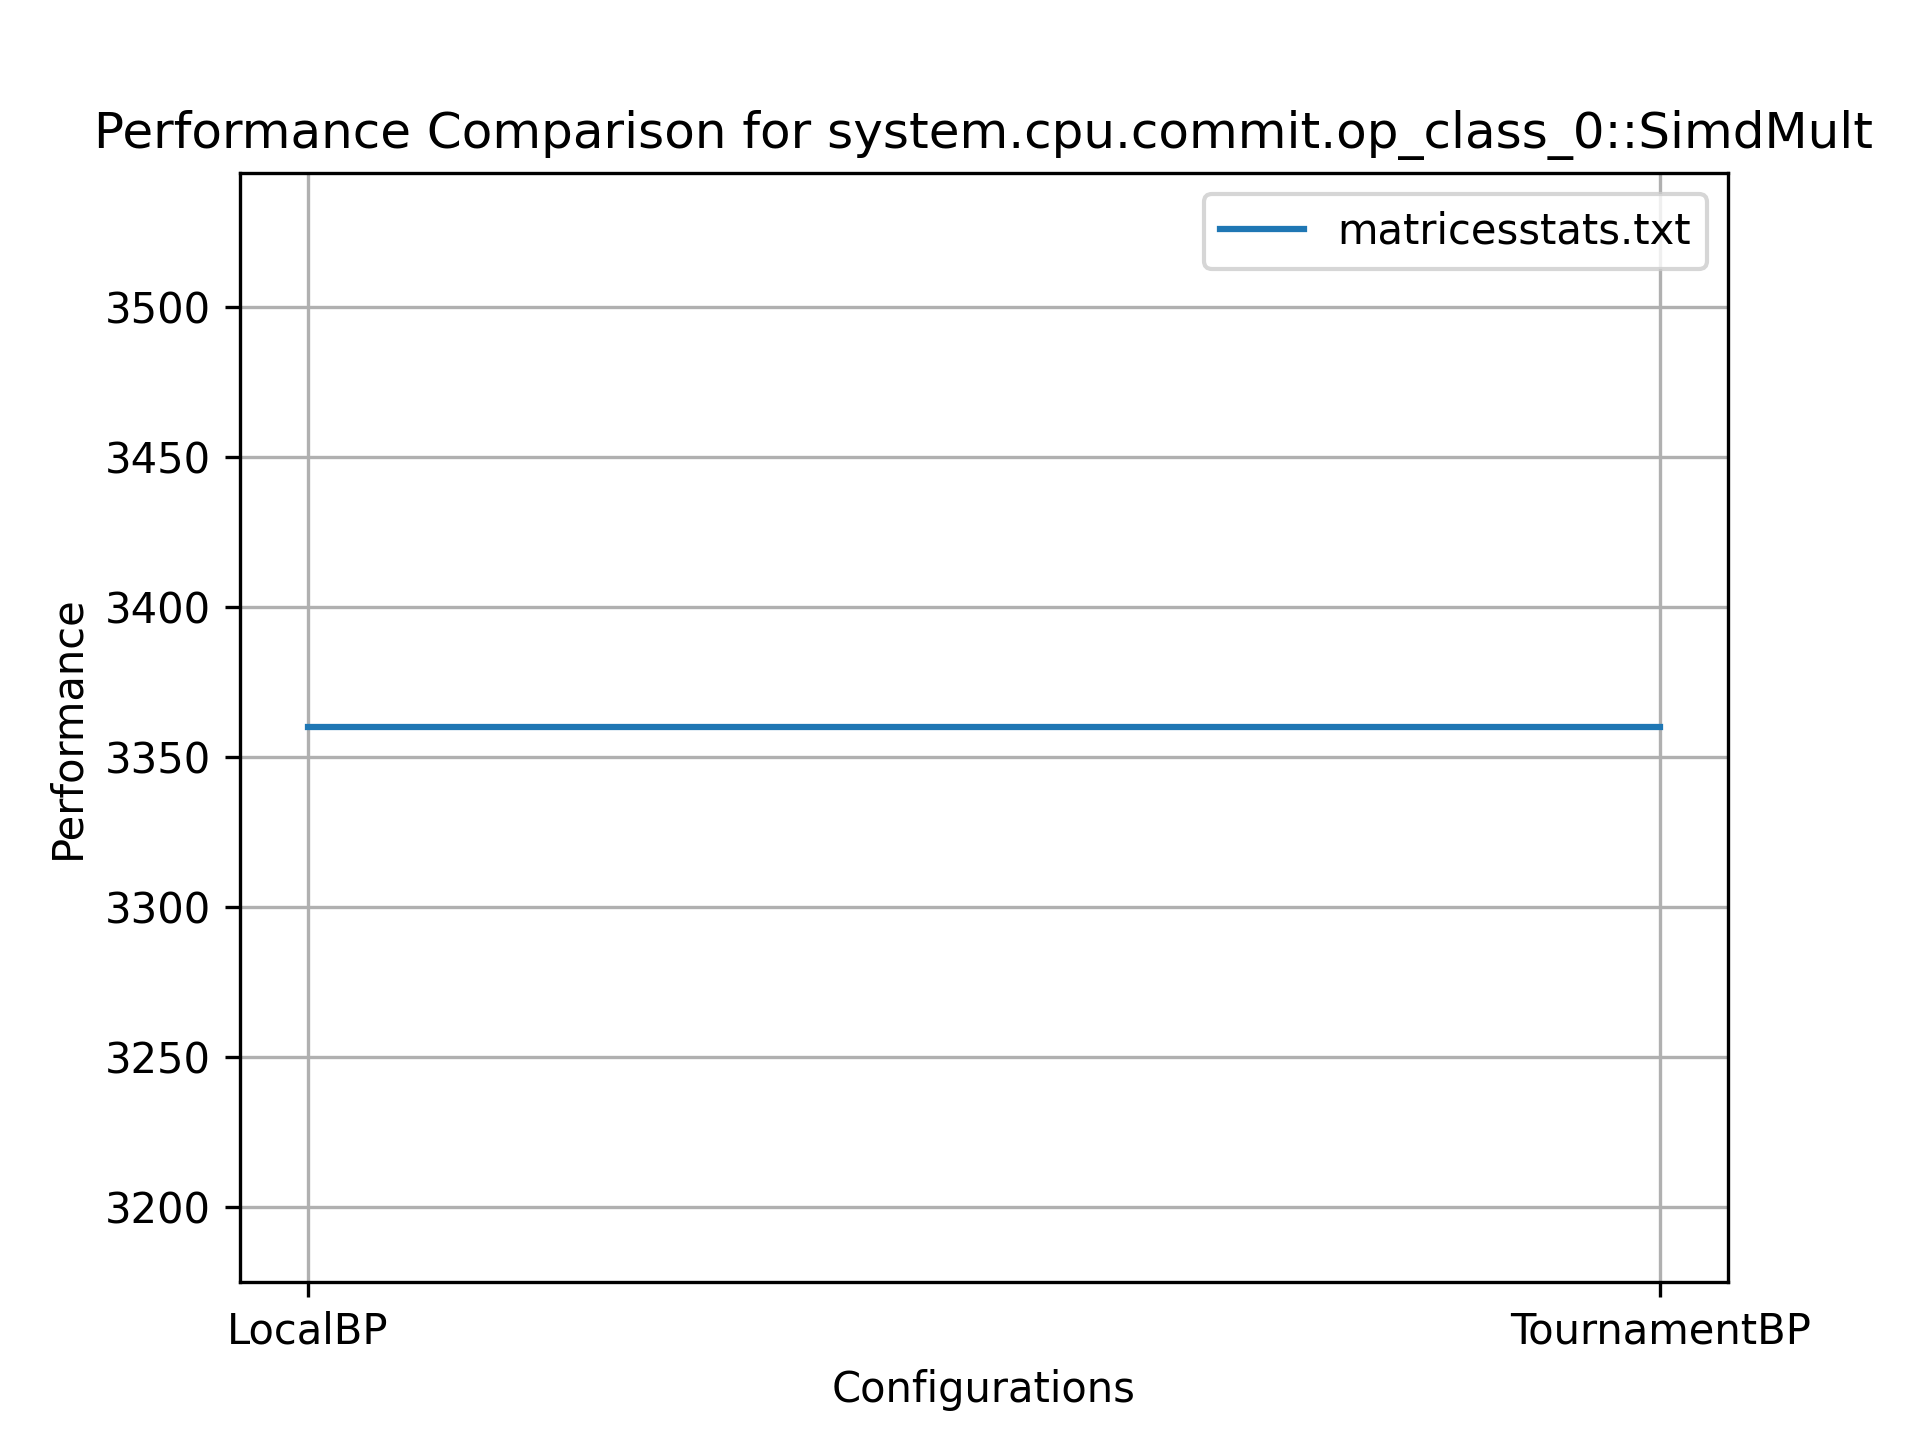 Performance Comparison for system.cpu.commit.op_class_0::SimdMult
matricesstats.txt
3500
3450
3400
3350
3300
3250
3200
Performance
LocalBP
TournamentBP
Configurations